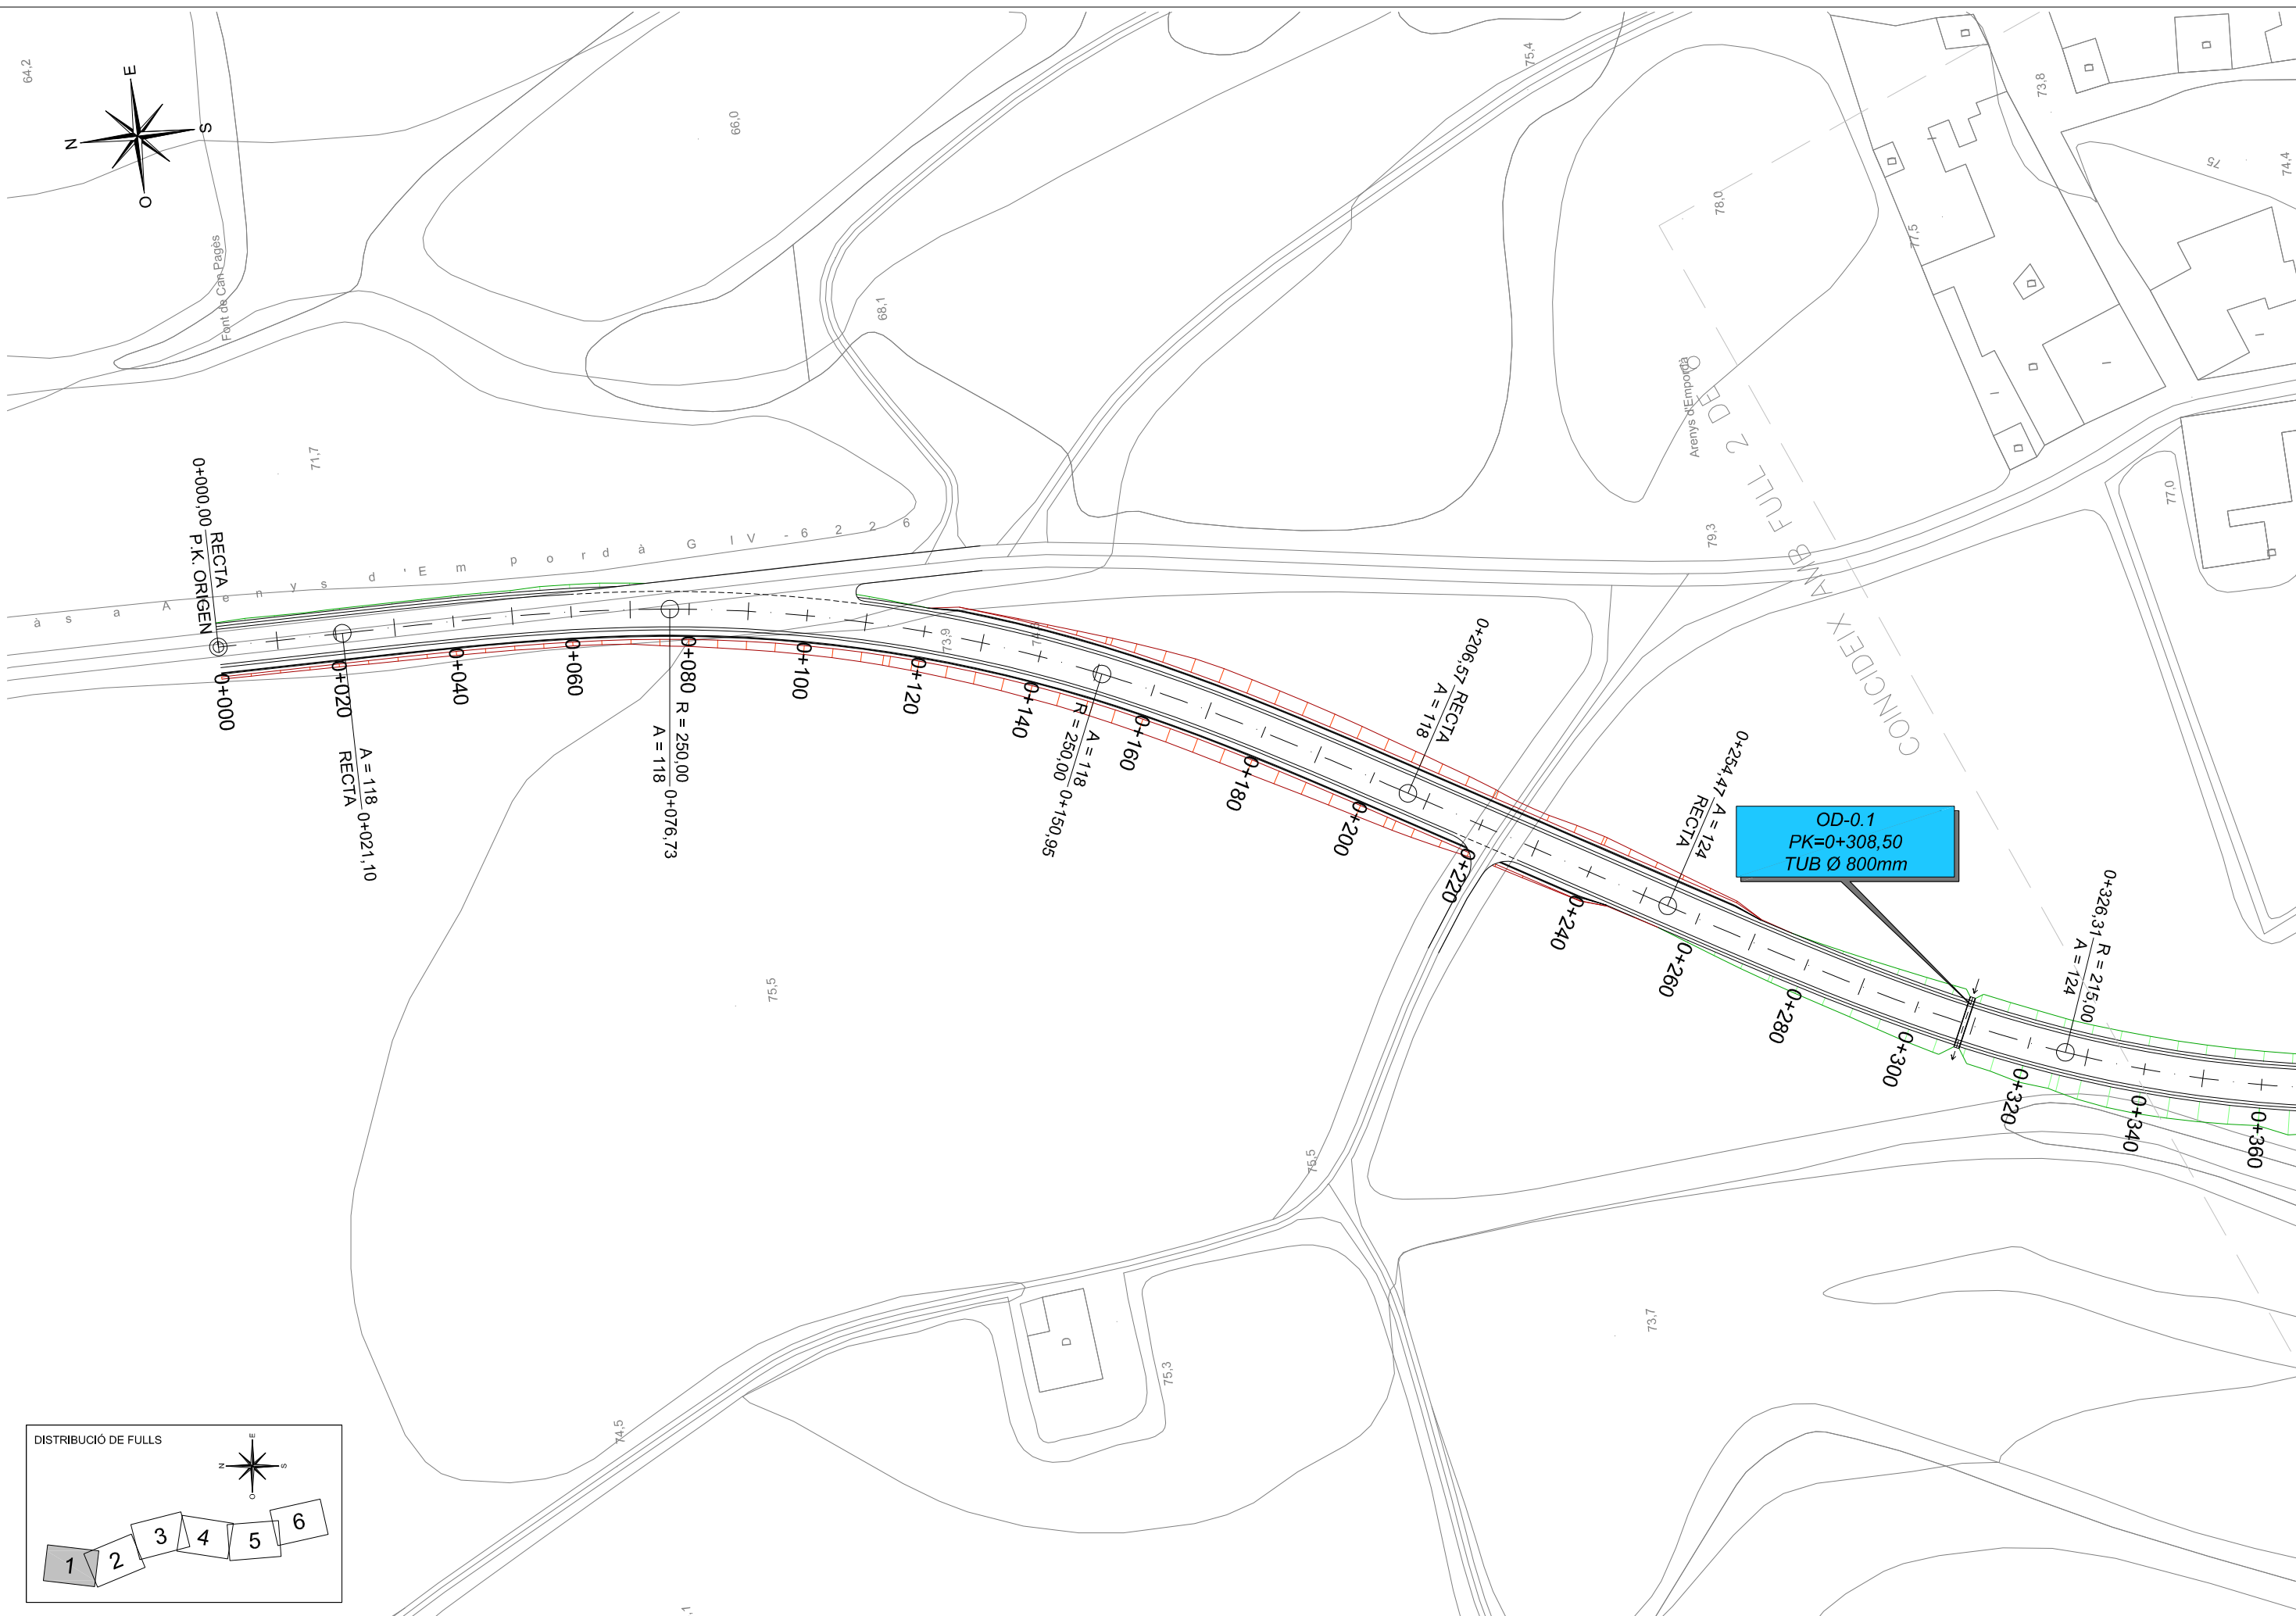 64,2
E
N
S
O
Font de Can Pagès
66,0
75,4
73,8
75
74,4
78,0
77,5
68,1
Arenys d'Empordà
71,7
79,3
77,0
COINCIDEIX AMB FULL 2 DE
às a A enys d'Empordà GIV-6226
0+000,00 RECTA
P.K. ORIGEN
73,9
0+000
0+020
0+040
0+060
0+080
0+100
0+120
0+140
0+160
0+180
0+200
0+220
0+240
0+260
0+280
0+300
0+320
0+340
0+360
A = 118
RECTA 0+021,10
R = 250,00
A = 118 0+076,73
A = 118
R = 250,00 0+150,95
0+206,57 RECTA
A = 118
0+254,47 A = 124
RECTA
OD-0.1
PK=0+308,50
TUB Ø 800mm
0+326,31 R = 215,00
A = 124
75,5
75,5
73,7
75,3
74,5
DISTRIBUCIÓ DE FULLS
E
N
S
O
1
2
3
4
5
6